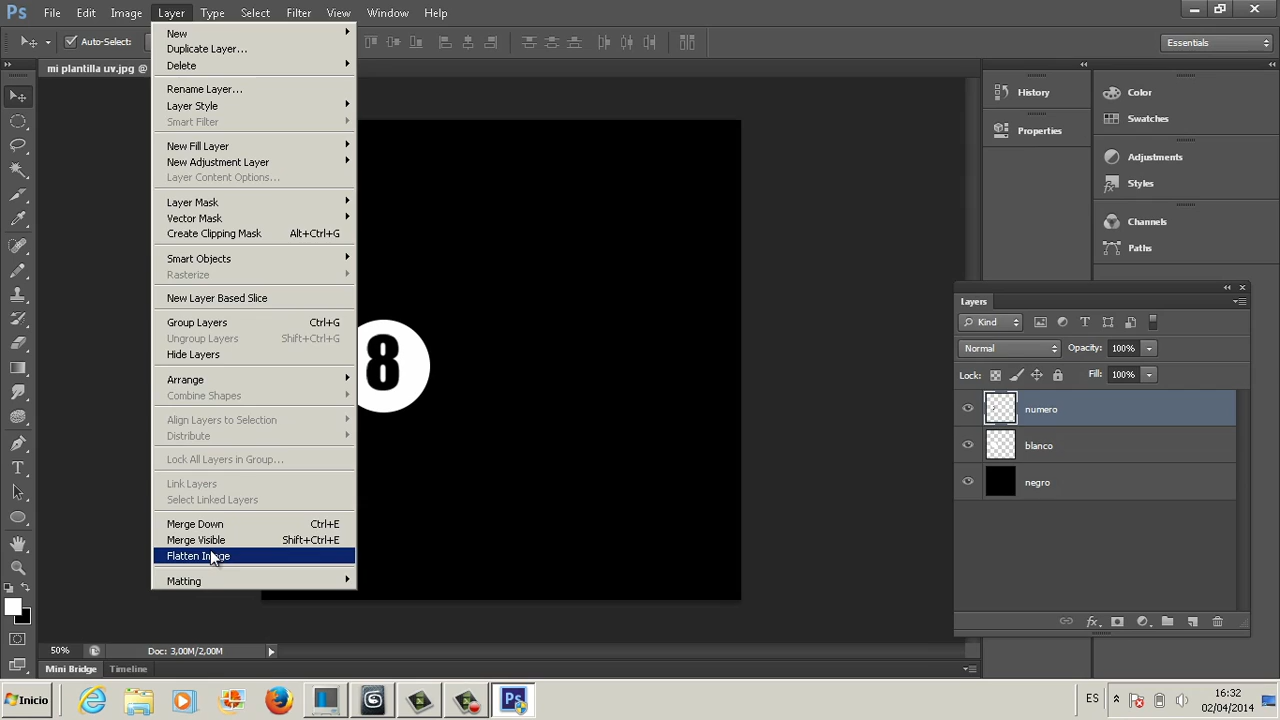 Ps File Edit Image Layer Type Select Filter View Window Help
Auto-Select:
Essentials
mi plantilla uv.jpg @
New
Duplicate Layer...
Delete
Rename Layer...
Layer Style
Smart Filter
New Fill Layer
New Adjustment Layer
Layer Content Options...
Layer Mask
Vector Mask
Create Clipping Mask Alt+Ctrl+G
Smart Objects
Rasterize
New Layer Based Slice
Group Layers Ctrl+G
Ungroup Layers Shift+Ctrl+G
Hide Layers
Arrange
Combine Shapes
Align Layers to Selection
Distribute
Lock All Layers in Group...
Link Layers
Select Linked Layers
Merge Down Ctrl+E
Merge Visible Shift+Ctrl+E
Flatten Image
Matting
8
History
Properties
Color
Swatches
Adjustments
Styles
Channels
Paths
Layers
Kind
Normal Opacity: 100%
Lock: Fill: 100%
numero
blanco
negro
50% Doc: 3,00M/2,00M
Mini Bridge Timeline
Inicio
Ps
ES
16:32
02/04/2014